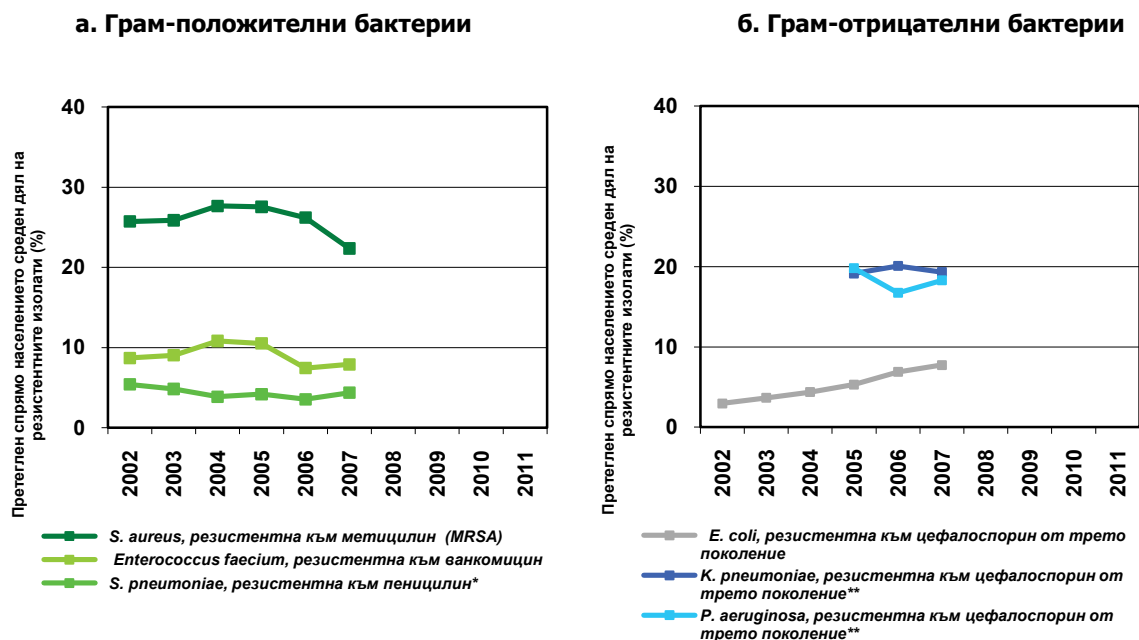 а. Грам-положителни бактерии
Претеглен спрямо населението среден дял на
резистентните изолати (%)
40
30
20
10
0
2002
2003
2004
2005
2006
2007
2008
2009
2010
2011
S. aureus, резистентна към метицилин (MRSA)
Enterococcus faecium, резистентна към ванкомицин
S. pneumoniae, резистентна към пеницилин*
б. Грам-отрицателни бактерии
Претеглен спрямо населението среден дял на
резистентните изолати (%)
40
30
20
10
0
2002
2003
2004
2005
2006
2007
2008
2009
2010
2011
E. coli, резистентна към цефалоспорин от трето
поколение
K. pneumoniae, резистентна към цефалоспорин от
трето поколение**
P. aeruginosa, резистентна към цефалоспорин от
трето поколение**